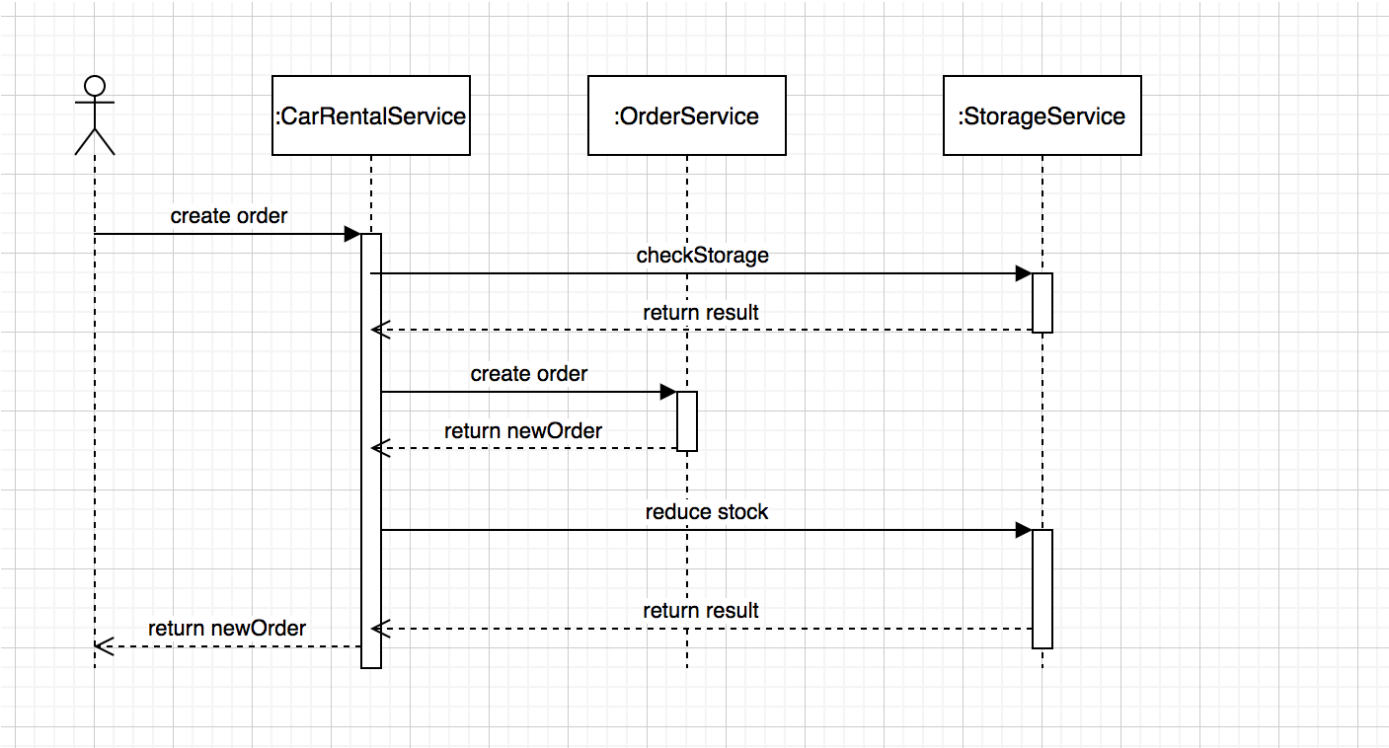 :CarRentalService
:OrderService
:StorageService
create order
checkStorage
return result
create order
return newOrder
reduce stock
return result
return newOrder